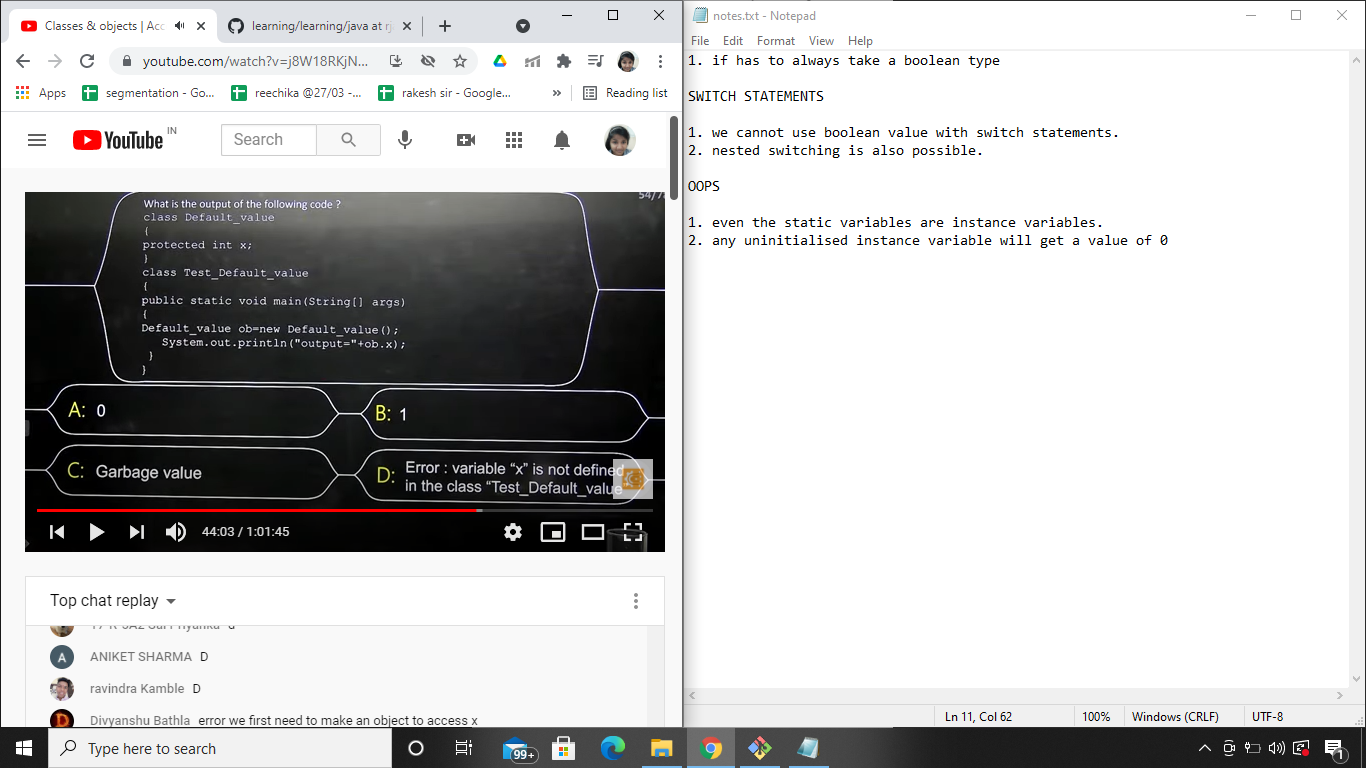 Classes & objects | Acc
learning/learning/java at rj
youtube.com/watch?v=j8W18RKjN...
Apps
segmentation - Go...
reechika @27/03 -...
rakesh sir - Google...
»
Reading list
YouTube IN
Search
54/7
What is the output of the following code ?
class Default_value
{
protected int x;
}
class Test_Default_value
{
public static void main(String[] args)
{
Default_value ob=new Default_value();
System.out.println("output="+ob.x);
}
}
A: 0
B: 1
C: Garbage value
D: Error : variable “x” is not defined
in the class “Test_Default_value
44:03 / 1:01:45
Top chat replay
ANIKET SHARMA D
A
ravindra Kamble D
Divyanshu Bathla error we first need to make an object to access x
D
notes.txt - Notepad
File Edit Format View Help
1. if has to always take a boolean type
SWITCH STATEMENTS
1. we cannot use boolean value with switch statements.
2. nested switching is also possible.
OOPS
1. even the static variables are instance variables.
2. any uninitialised instance variable will get a value of 0
Ln 11, Col 62
100%
Windows (CRLF)
UTF-8
Type here to search
99+
1